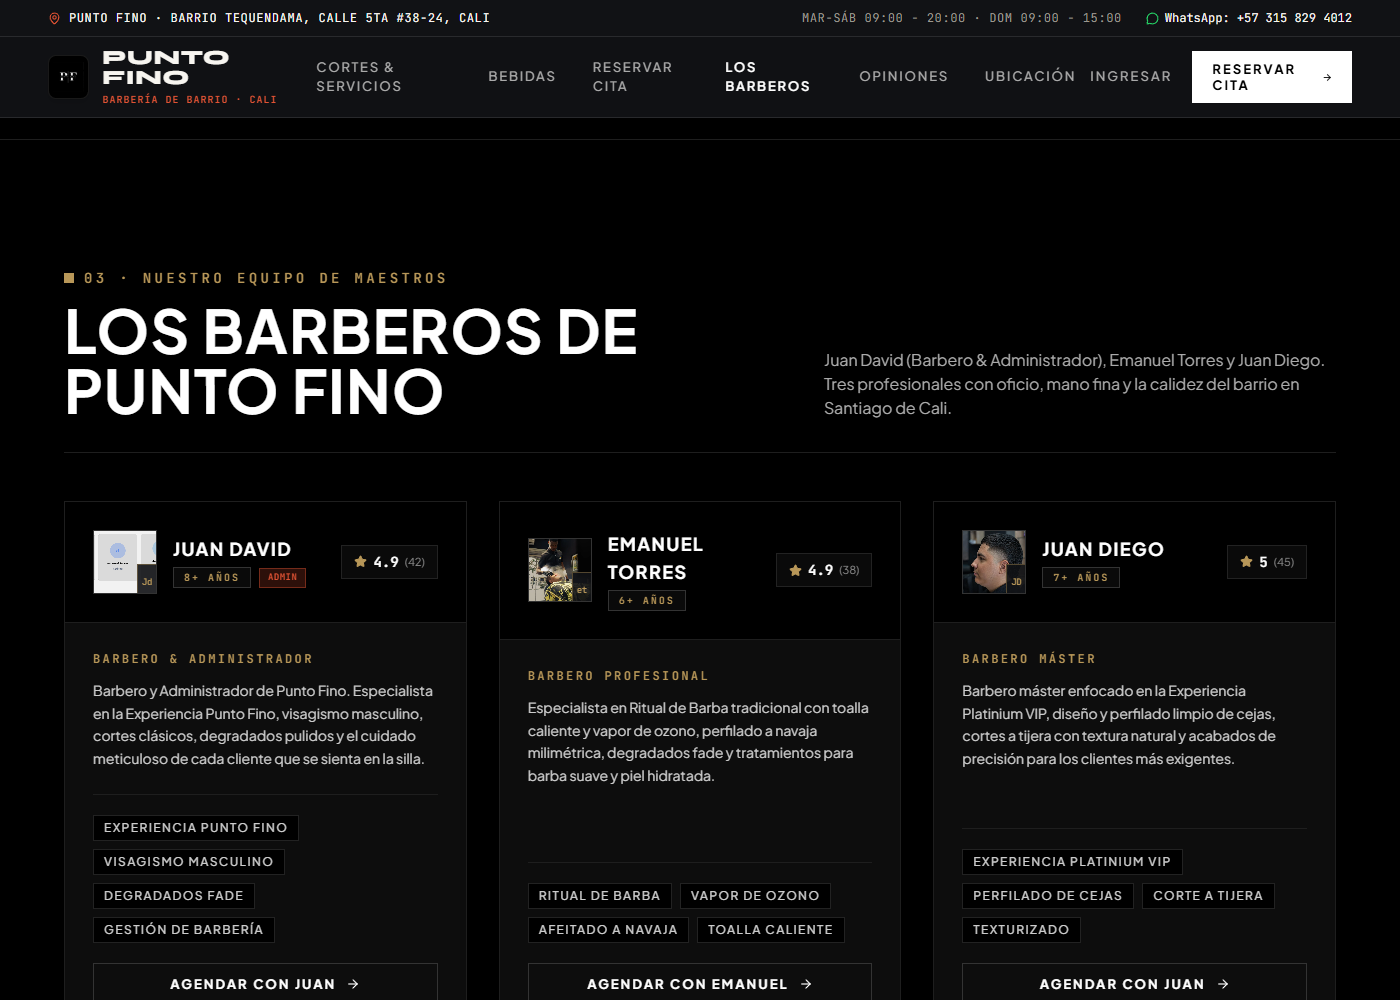 PUNTO FINO · BARRIO TEQUENDAMA, CALLE 5TA #38-24, CALI
MAR-SÁB 09:00 - 20:00 · DOM 09:00 - 15:00
WhatsApp: +57 315 829 4012
PF
PUNTO
FINO
BARBERÍA DE BARRIO · CALI
CORTES &
SERVICIOS
BEBIDAS
RESERVAR
CITA
LOS
BARBEROS
OPINIONES
UBICACIÓN
INGRESAR
RESERVAR
CITA →
03 · NUESTRO EQUIPO DE MAESTROS
LOS BARBEROS DE
PUNTO FINO
Juan David (Barbero & Administrador), Emanuel Torres y Juan Diego.
Tres profesionales con oficio, mano fina y la calidez del barrio en
Santiago de Cali.
Jd
JUAN DAVID
8+ AÑOS
ADMIN
4.9 (42)
BARBERO & ADMINISTRADOR
Barbero y Administrador de Punto Fino. Especialista
en la Experiencia Punto Fino, visagismo masculino,
cortes clásicos, degradados pulidos y el cuidado
meticuloso de cada cliente que se sienta en la silla.
EXPERIENCIA PUNTO FINO
VISAGISMO MASCULINO
DEGRADADOS FADE
GESTIÓN DE BARBERÍA
AGENDAR CON JUAN →
et
EMANUEL
TORRES
6+ AÑOS
4.9 (38)
BARBERO PROFESIONAL
Especialista en Ritual de Barba tradicional con toalla
caliente y vapor de ozono, perfilado a navaja
milimétrica, degradados fade y tratamientos para
barba suave y piel hidratada.
RITUAL DE BARBA
VAPOR DE OZONO
AFEITADO A NAVAJA
TOALLA CALIENTE
AGENDAR CON EMANUEL →
JD
JUAN DIEGO
7+ AÑOS
5 (45)
BARBERO MÁSTER
Barbero máster enfocado en la Experiencia
Platinium VIP, diseño y perfilado limpio de cejas,
cortes a tijera con textura natural y acabados de
precisión para los clientes más exigentes.
EXPERIENCIA PLATINIUM VIP
PERFILADO DE CEJAS
CORTE A TIJERA
TEXTURIZADO
AGENDAR CON JUAN →